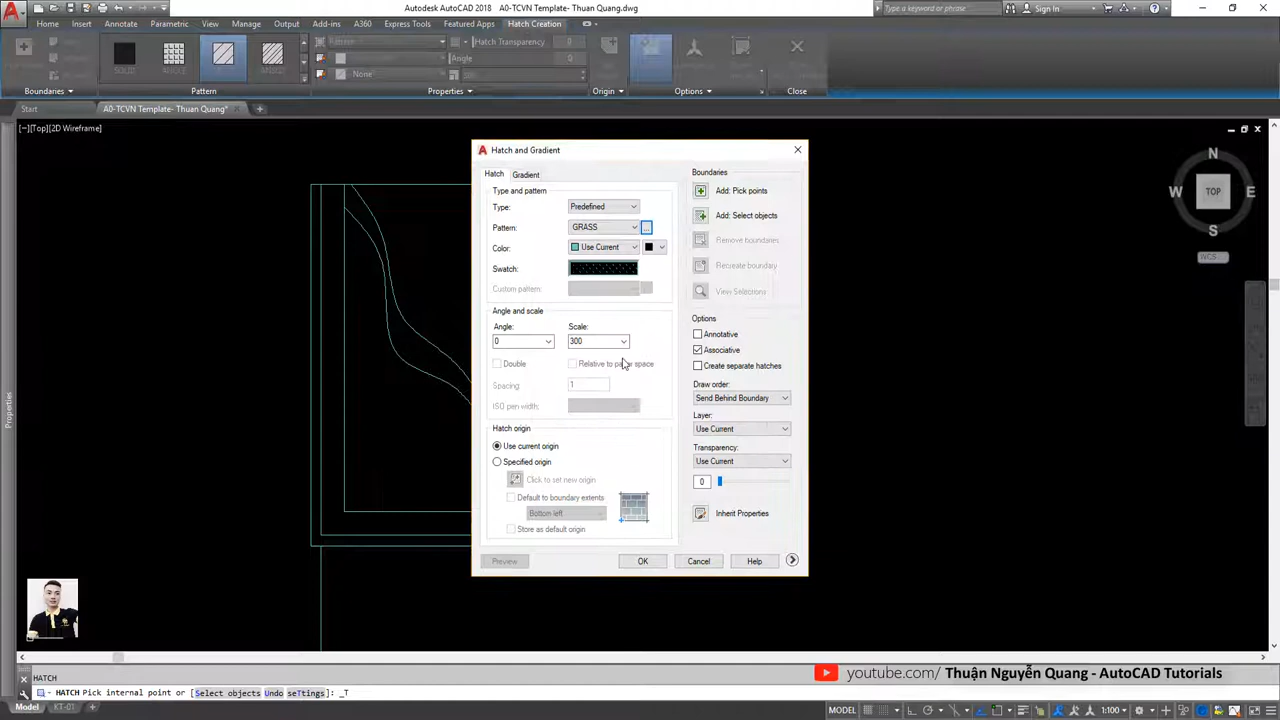 Autodesk AutoCAD 2018 A0-TCVN Template- Thuan Quang.dwg
Type a keyword or phrase
Sign In
Home Insert Annotate Parametric View Manage Output Add-ins A360 Express Tools Featured Apps Hatch Creation
SOLID
ANGLE
Hatch Transparency 0
Angle 0
None
Boundaries Pattern Properties Origin Options Close
Start A0-TCVN Template- Thuan Quang*
[−][Top][2D Wireframe]
N
W TOP E
S
WCS
Properties
Hatch and Gradient
Hatch Gradient
Type and pattern
Type: Predefined
Pattern: GRASS ...
Color: Use Current
Swatch:
Custom pattern:
Angle and scale
Angle: Scale:
0 300
Double Relative to paper space
Spacing: 1
ISO pen width:
Hatch origin
Use current origin
Specified origin
Click to set new origin
Default to boundary extents
Bottom left
Store as default origin
Boundaries
Add: Pick points
Add: Select objects
Remove boundaries
Recreate boundary
View Selections
Options
Annotative
Associative
Create separate hatches
Draw order:
Send Behind Boundary
Layer:
Use Current
Transparency:
Use Current
0
Inherit Properties
Preview OK Cancel Help
HATCH
HATCH Pick internal point or [Select objects Undo seTtings]: _T
youtube.com/ Thuận Nguyễn Quang - AutoCAD Tutorials
Model KT-01
MODEL 1:100